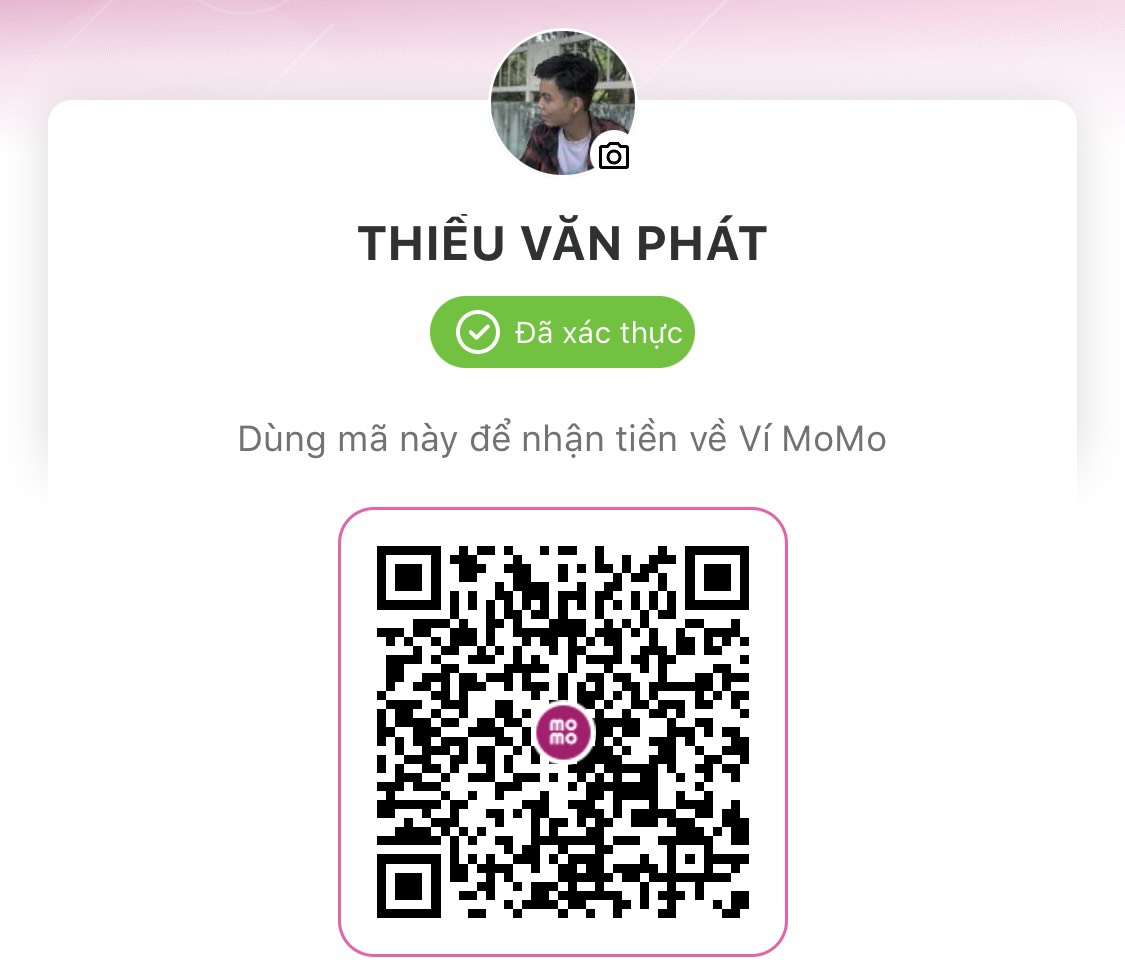 THIỀU VĂN PHÁT
Đã xác thực
Dùng mã này để nhận tiền về Ví MoMo
mo
mo